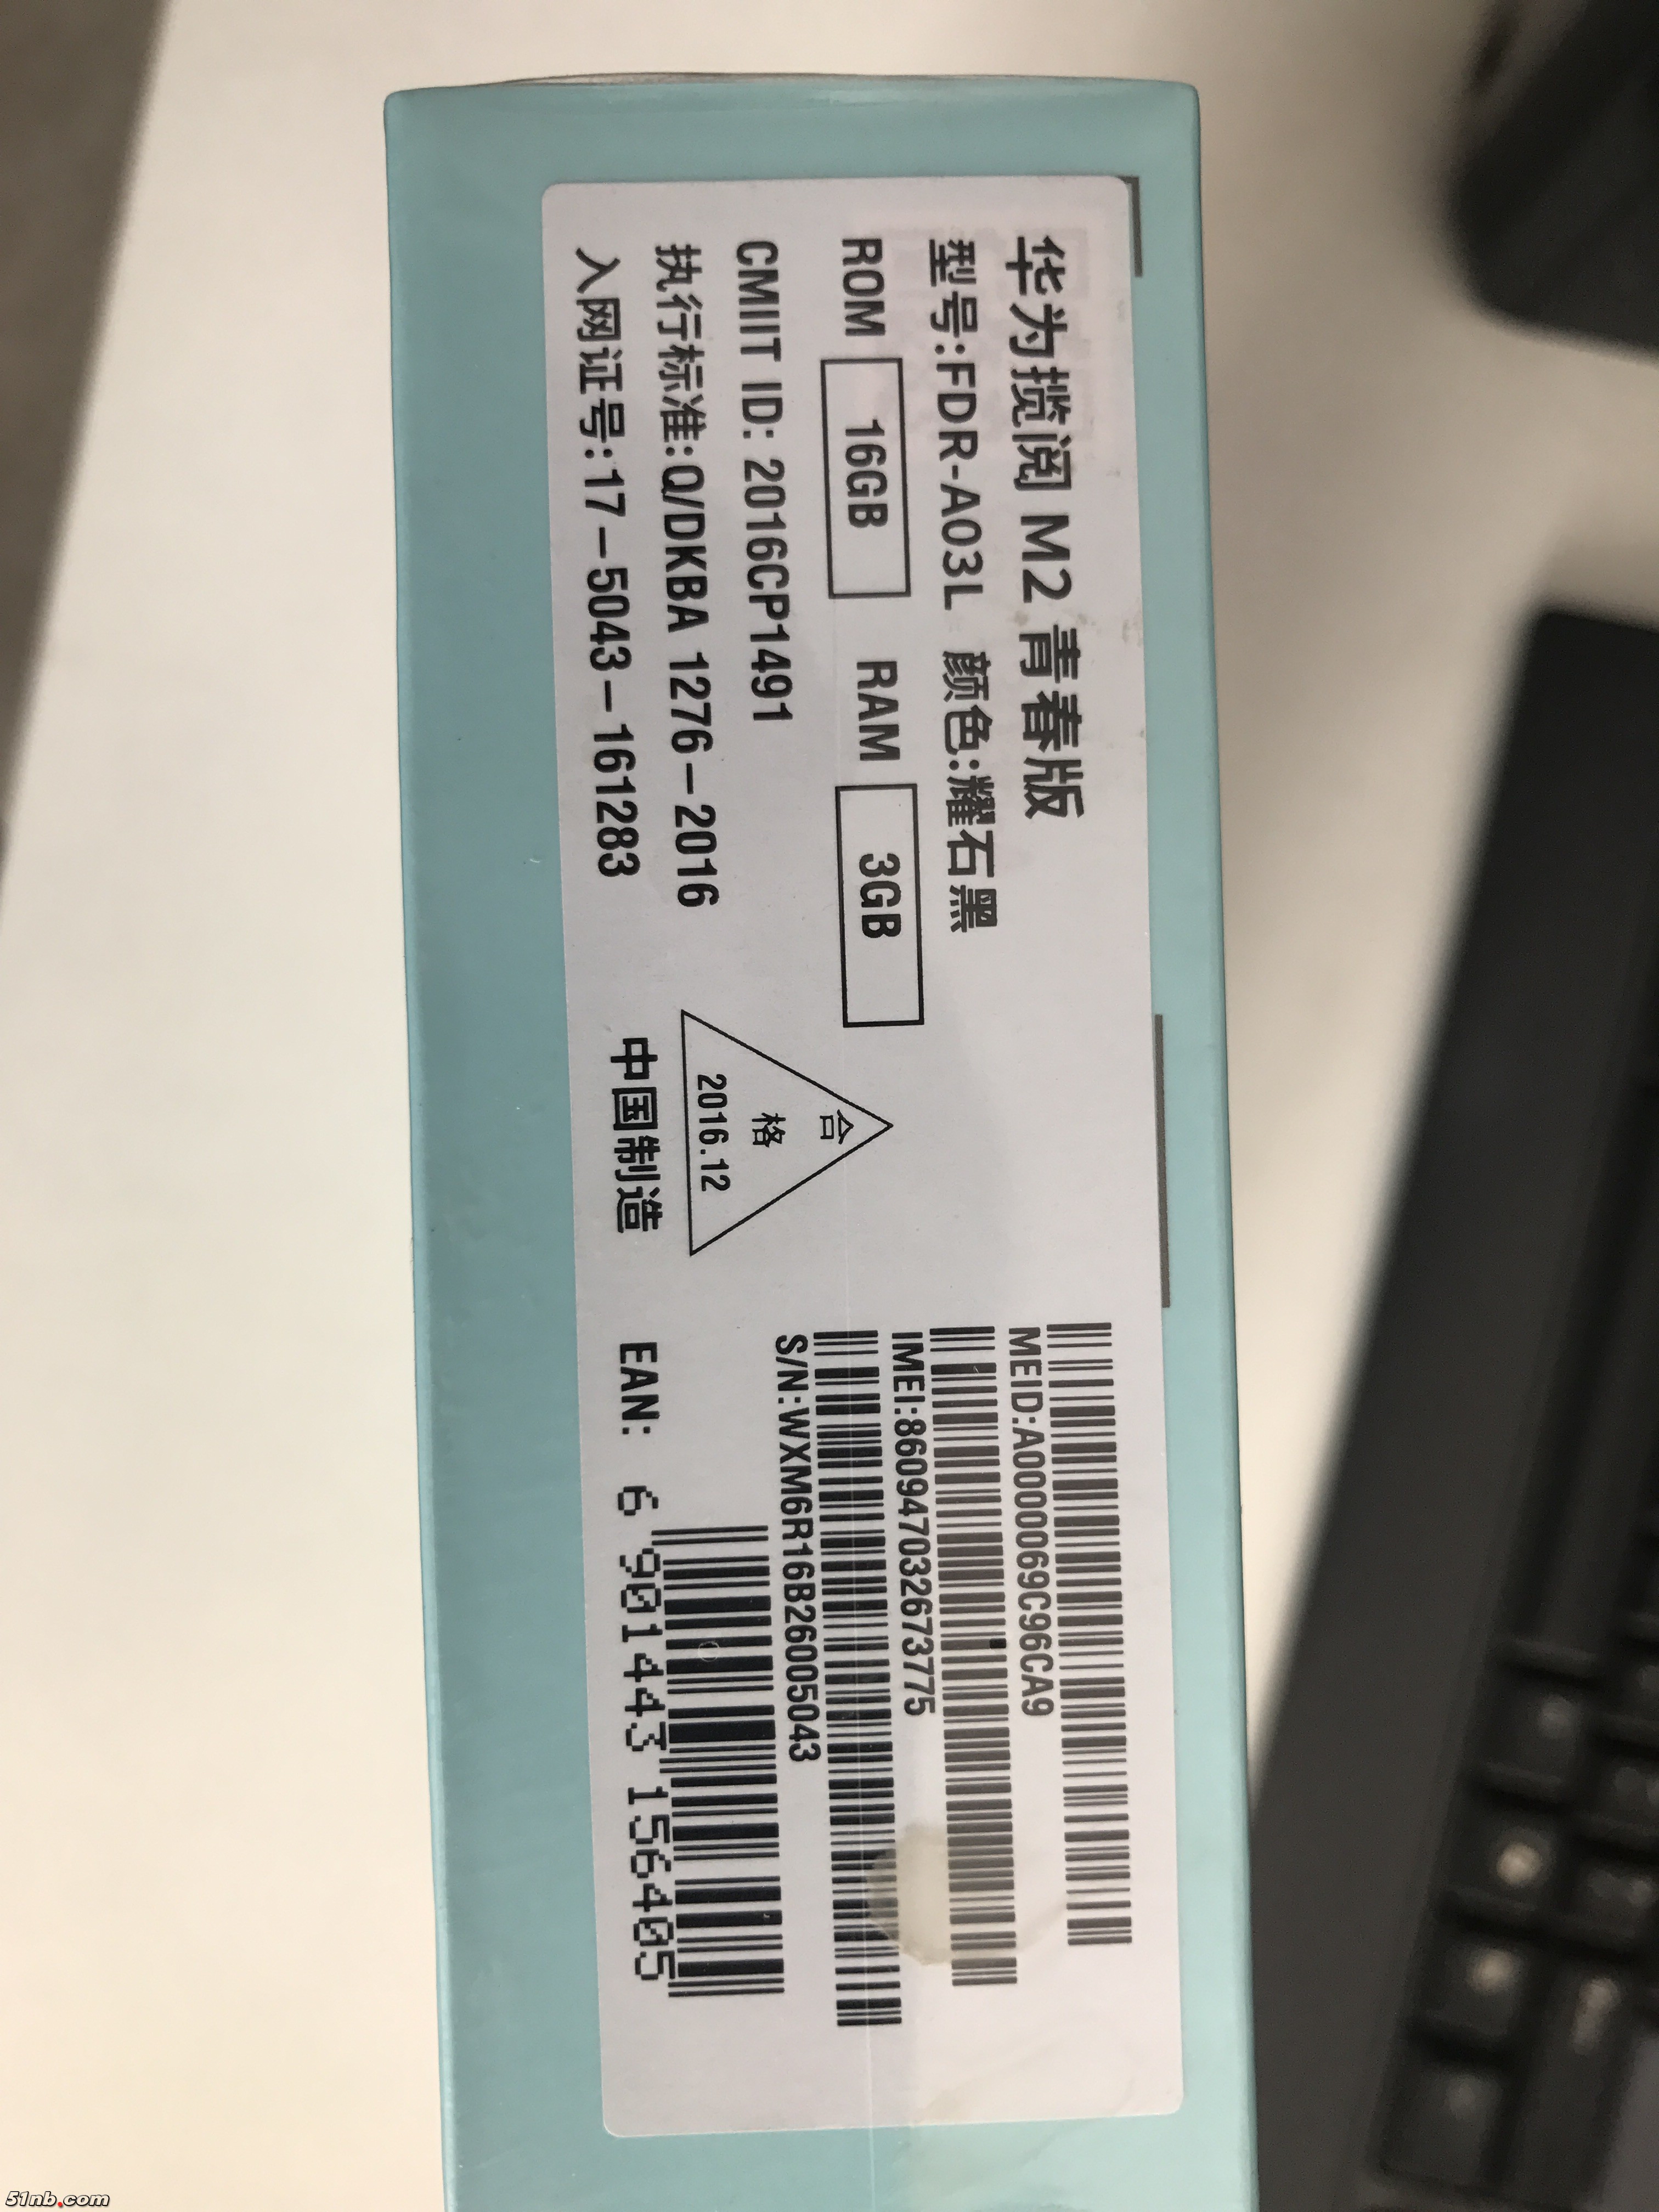 华为揽阅 M2 青春版
型号:FDR-A03L 颜色:耀石黑
ROM 16GB RAM 3GB
CMIIT ID: 2016CP1491
执行标准:Q/DKBA 1276-2016
入网证号:17-5043-161283
合
格
2016.12
中国制造
MEID:A0000069C96CA9
IMEI:860947032673775
S/N:WXM6R16B26005043
EAN: 6 901443 156405
51nb.com